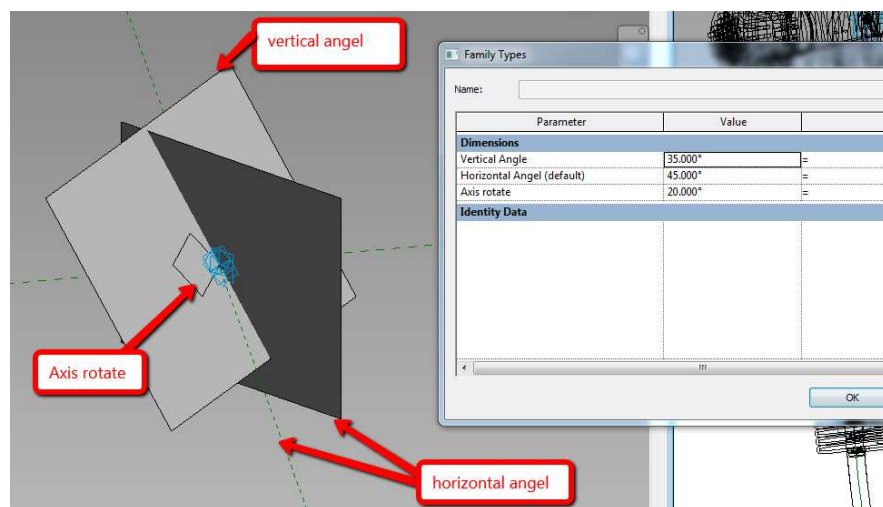 vertical angel
Family Types
Name:
Parameter Value
Dimensions
Vertical Angle 35.000° =
Horizontal Angel (default) 45.000° =
Axis rotate 20.000° =
Identity Data
Axis rotate
OK
horizontal angel